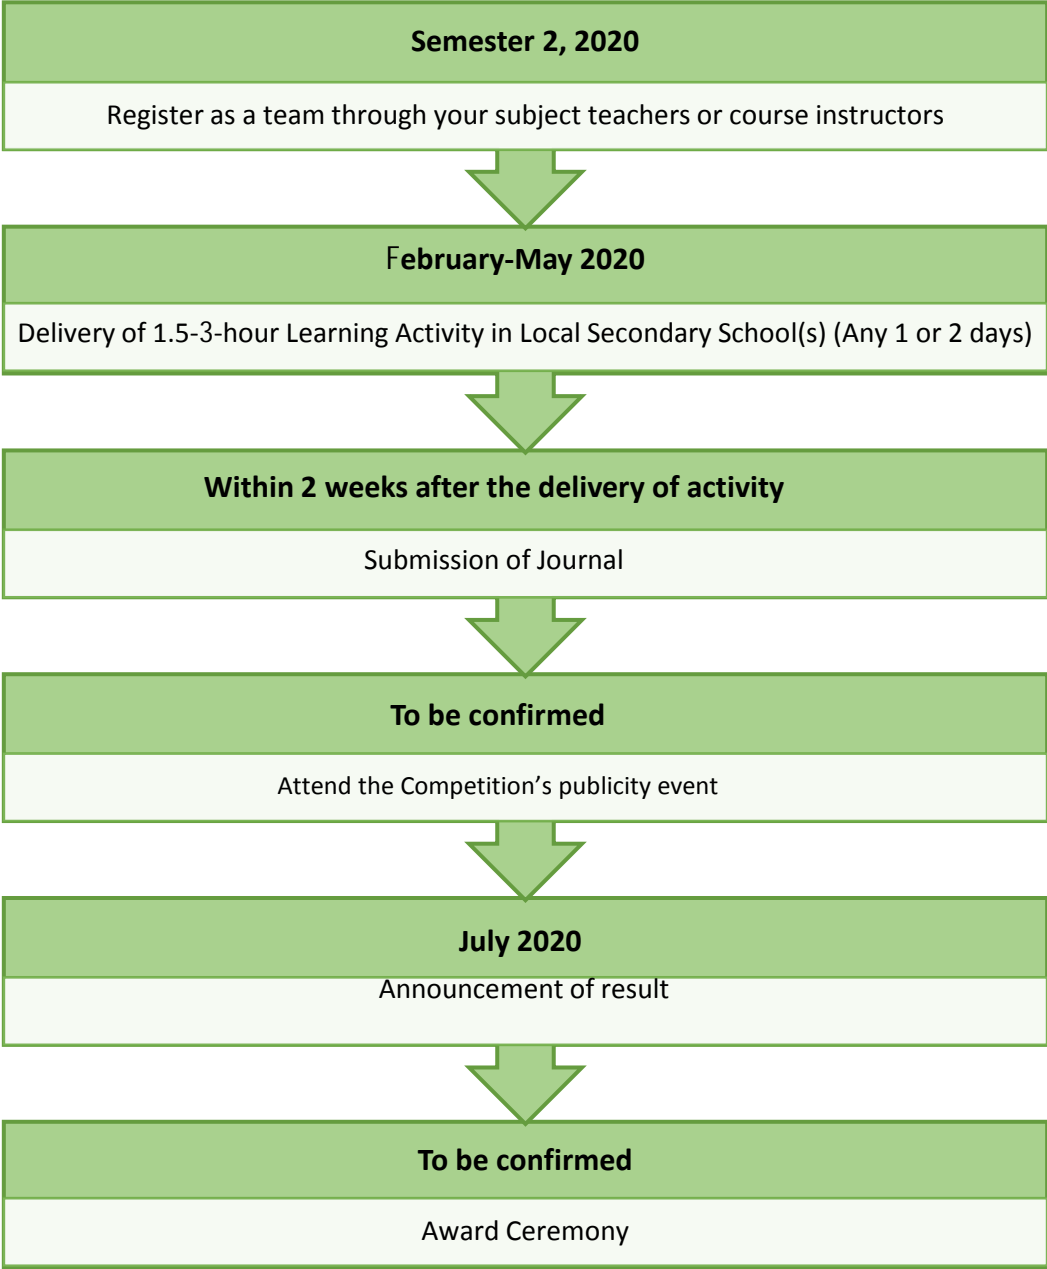 Semester 2, 2020
Register as a team through your subject teachers or course instructors
February-May 2020
Delivery of 1.5-3-hour Learning Activity in Local Secondary School(s) (Any 1 or 2 days)
Within 2 weeks after the delivery of activity
Submission of Journal
To be confirmed
Attend the Competition’s publicity event
July 2020
Announcement of result
To be confirmed
Award Ceremony